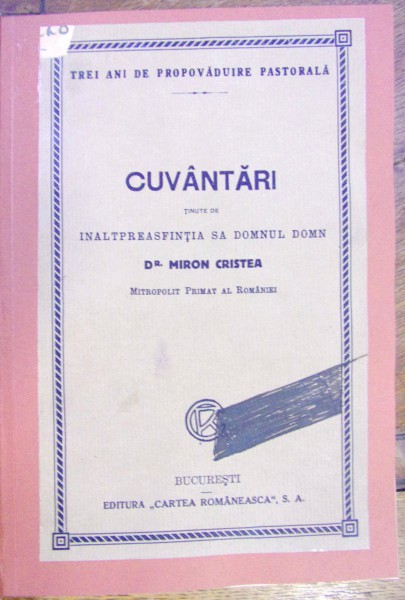 TREI ANI DE PROPOVĂDUIRE PASTORALĂ
CUVÂNTĂRI
ȚINUTE DE
INALTPREASFINȚIA SA DOMNUL DOMN
DR. MIRON CRISTEA
MITROPOLIT PRIMAT AL ROMÂNIEI
BUCUREȘTI
EDITURA „CARTEA ROMÂNEASCA“, S. A.